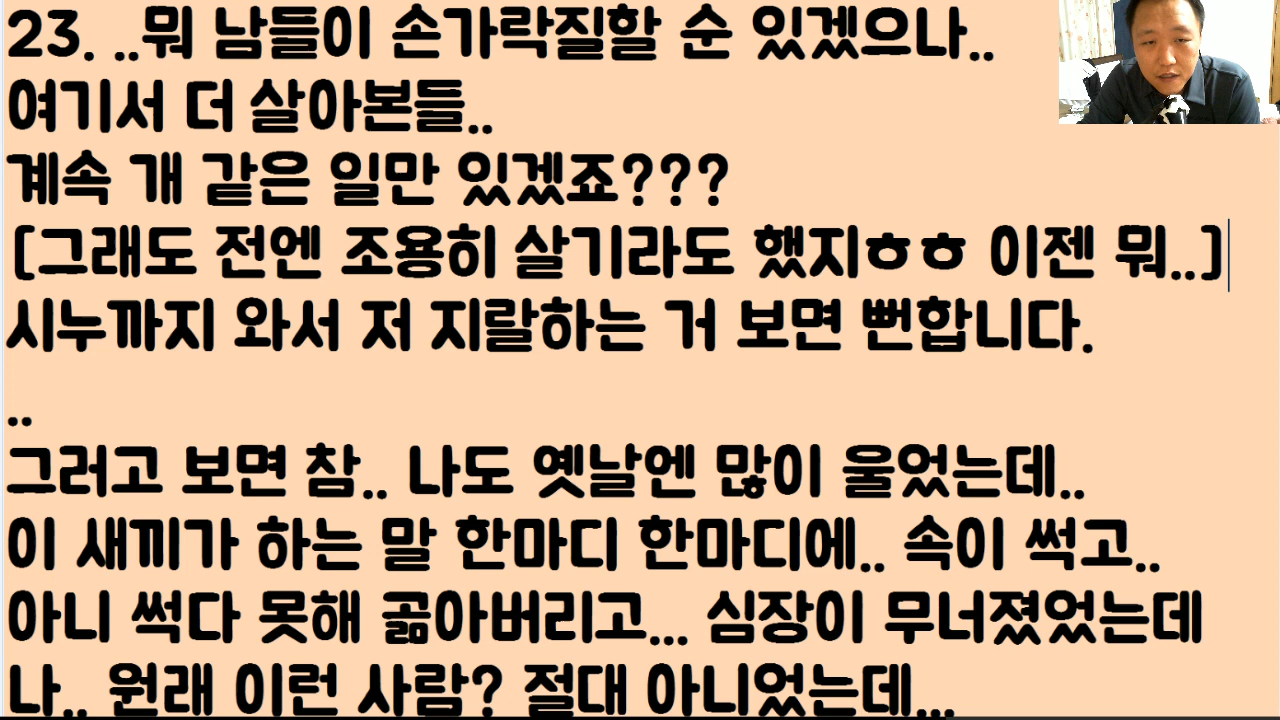 23. ..뭐 남들이 손가락질할 순 있겠으나..
여기서 더 살아본들..
계속 개 같은 일만 있겠죠???
[그래도 전엔 조용히 살기라도 했지ㅎㅎ 이젠 뭐..]
시누까지 와서 저 지랄하는 거 보면 뻔합니다.
..
그러고 보면 참.. 나도 옛날엔 많이 울었는데..
이 새끼가 하는 말 한마디 한마디에.. 속이 썩고..
아니 썩다 못해 곪아버리고... 심장이 무너졌었는데
나.. 원래 이런 사람? 절대 아니었는데...